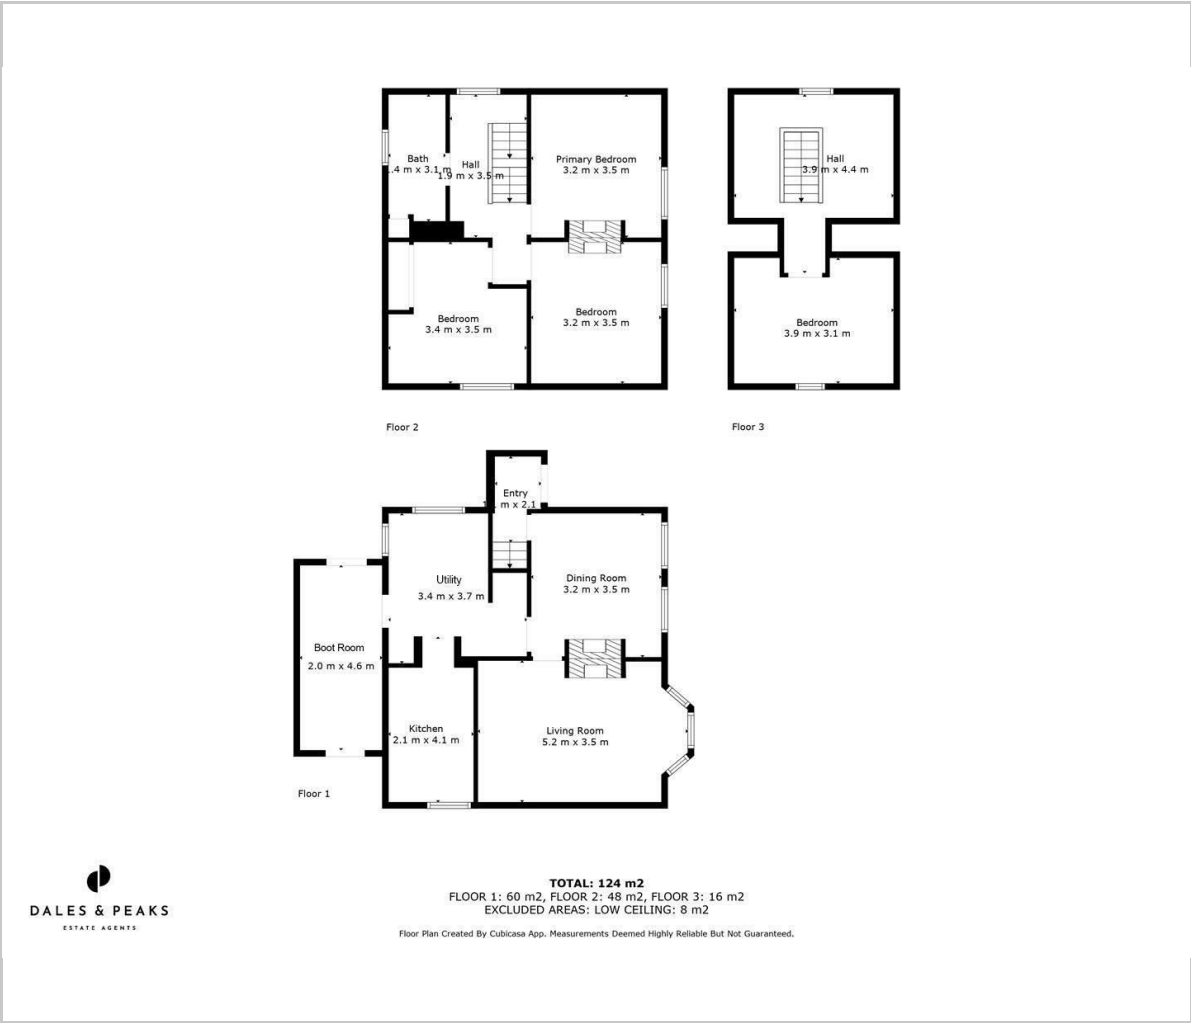 Bath
.4 m x 3.1 m
Hall
1.9 m x 3.5 m
Primary Bedroom
3.2 m x 3.5 m
Bedroom
3.4 m x 3.5 m
Bedroom
3.2 m x 3.5 m
Floor 2
Hall
3.9 m x 4.4 m
Bedroom
3.9 m x 3.1 m
Floor 3
Entry
m x 2.1
Utility
3.4 m x 3.7 m
Dining Room
3.2 m x 3.5 m
Boot Room
2.0 m x 4.6 m
Kitchen
2.1 m x 4.1 m
Living Room
5.2 m x 3.5 m
Floor 1
DALES & PEAKS
ESTATE AGENTS
TOTAL: 124 m2
FLOOR 1: 60 m2, FLOOR 2: 48 m2, FLOOR 3: 16 m2
EXCLUDED AREAS: LOW CEILING: 8 m2
Floor Plan Created By Cubicasa App. Measurements Deemed Highly Reliable But Not Guaranteed.